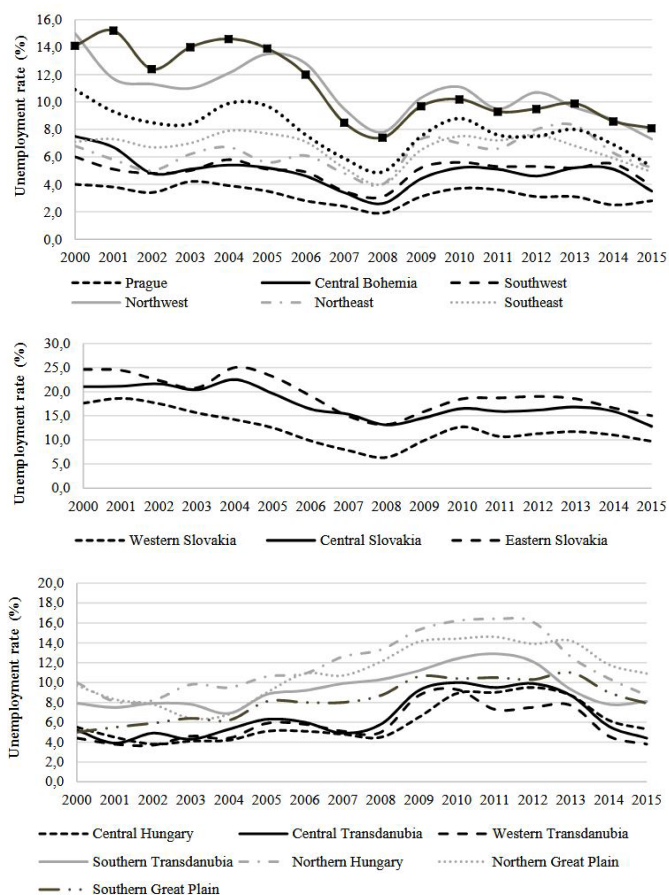 Unemployment rate (%)
16,0
14,0
12,0
10,0
8,0
6,0
4,0
2,0
0,0
2000 2001 2002 2003 2004 2005 2006 2007 2008 2009 2010 2011 2012 2013 2014 2015
Prague Central Bohemia Southwest
Northwest Northeast Southeast
Unemployment rate (%)
30,0
25,0
20,0
15,0
10,0
5,0
0,0
2000 2001 2002 2003 2004 2005 2006 2007 2008 2009 2010 2011 2012 2013 2014 2015
Western Slovakia Central Slovakia Eastern Slovakia
Unemployment rate (%)
20,0
18,0
16,0
14,0
12,0
10,0
8,0
6,0
4,0
2,0
0,0
2000 2001 2002 2003 2004 2005 2006 2007 2008 2009 2010 2011 2012 2013 2014 2015
Central Hungary Central Transdanubia Western Transdanubia
Southern Transdanubia Northern Hungary Northern Great Plain
Southern Great Plain